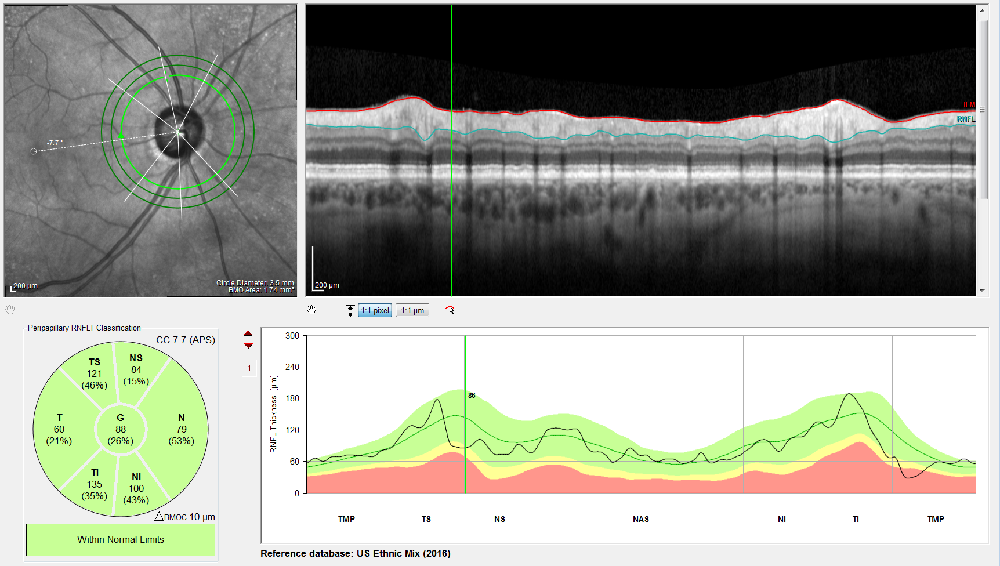 -7.7 °
200 µm
Circle Diameter: 3.5 mm
BMO Area: 1.74 mm²
ILM
RNFL
200 µm
1:1 pixel
1:1 µm
Peripapillary RNFLT Classification
CC 7.7 (APS)
TS
121
(46%)
NS
84
(15%)
T
60
(21%)
G
88
(26%)
N
79
(53%)
TI
135
(35%)
NI
100
(43%)
△BMOC 10 µm
Within Normal Limits
1
RNFL Thickness [µm]
300
240
180
120
60
0
86
TMP TS NS NAS NI TI TMP
Reference database: US Ethnic Mix (2016)